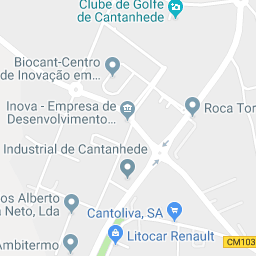 Clube de Golfe
de Cantanhede
Biocant-Centro
de Inovação em...
Inova - Empresa de
Desenvolvimento...
Roca Tor
Industrial de Cantanhede
os Alberto
a Neto, Lda
Cantoliva, SA
Litocar Renault
Ambitermo
CM103